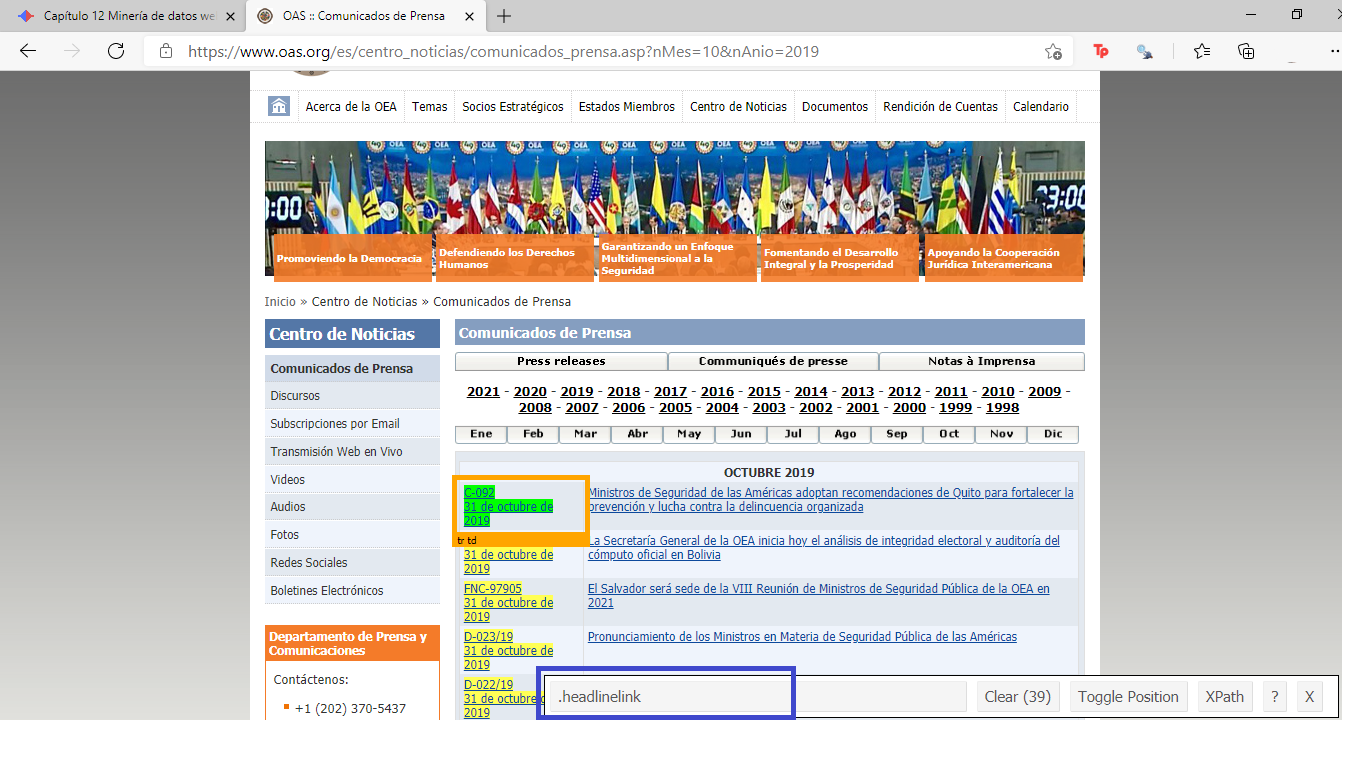 Capítulo 12 Minería de datos we
OAS :: Comunicados de Prensa
https://www.oas.org/es/centro_noticias/comunicados_prensa.asp?nMes=10&nAnio=2019
Tp
Acerca de la OEA Temas Socios Estratégicos Estados Miembros Centro de Noticias Documentos Rendición de Cuentas Calendario
Promoviendo la Democracia
Defendiendo los Derechos
Humanos
Garantizando un Enfoque
Multidimensional a la
Seguridad
Fomentando el Desarrollo
Integral y la Prosperidad
Apoyando la Cooperación
Jurídica Interamericana
Inicio » Centro de Noticias » Comunicados de Prensa
Centro de Noticias
Comunicados de Prensa
Discursos
Subscripciones por Email
Transmisión Web en Vivo
Videos
Audios
Fotos
Redes Sociales
Boletines Electrónicos
Departamento de Prensa y
Comunicaciones
Contáctenos:
+1 (202) 370-5437
Comunicados de Prensa
Press releases Communiqués de presse Notas à Imprensa
2021 - 2020 - 2019 - 2018 - 2017 - 2016 - 2015 - 2014 - 2013 - 2012 - 2011 - 2010 - 2009 -
2008 - 2007 - 2006 - 2005 - 2004 - 2003 - 2002 - 2001 - 2000 - 1999 - 1998
Ene Feb Mar Abr May Jun Jul Ago Sep Oct Nov Dic
OCTUBRE 2019
C-092
31 de octubre de
2019
Ministros de Seguridad de las Américas adoptan recomendaciones de Quito para fortalecer la
prevención y lucha contra la delincuencia organizada
tr td
31 de octubre de
2019
La Secretaría General de la OEA inicia hoy el análisis de integridad electoral y auditoría del
cómputo oficial en Bolivia
FNC-97905
31 de octubre de
2019
El Salvador será sede de la VIII Reunión de Ministros de Seguridad Pública de la OEA en
2021
D-023/19
31 de octubre de
2019
Pronunciamiento de los Ministros en Materia de Seguridad Pública de las Américas
D-022/19
31 de octubre
2019
.headlinelink
Clear (39) Toggle Position XPath ? X